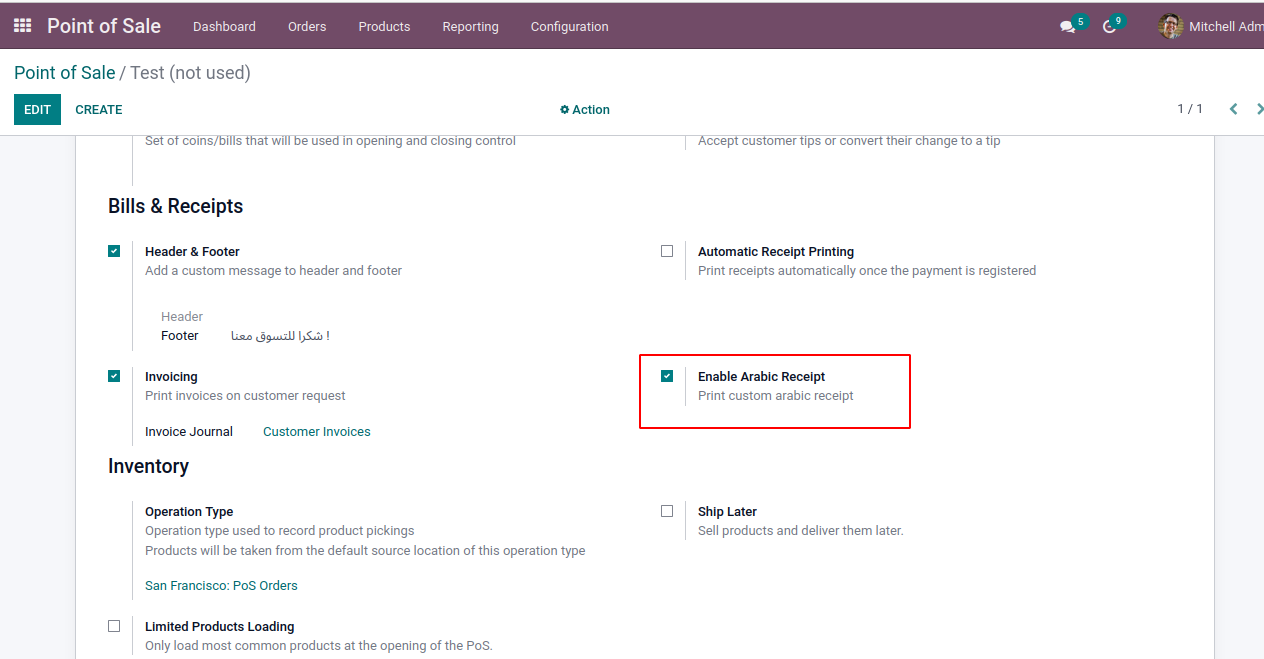 Point of Sale Dashboard Orders Products Reporting Configuration 5 9 Mitchell Adm
Point of Sale / Test (not used)
EDIT CREATE Action 1 / 1
Set of coins/bills that will be used in opening and closing control
Accept customer tips or convert their change to a tip
Bills & Receipts
Header & Footer
Add a custom message to header and footer
Header
Footer شكرا للتسوق معنا !
Automatic Receipt Printing
Print receipts automatically once the payment is registered
Invoicing
Print invoices on customer request
Invoice Journal Customer Invoices
Enable Arabic Receipt
Print custom arabic receipt
Inventory
Operation Type
Operation type used to record product pickings
Products will be taken from the default source location of this operation type
San Francisco: PoS Orders
Ship Later
Sell products and deliver them later.
Limited Products Loading
Only load most common products at the opening of the PoS.